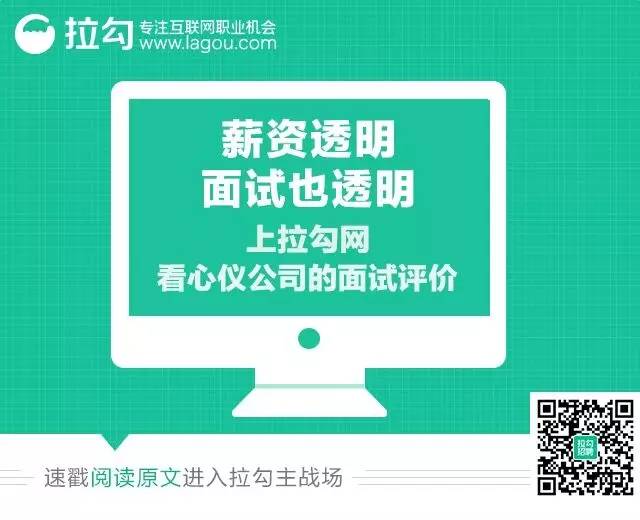 拉勾
专注互联网职业机会
www.lagou.com
薪资透明
面试也透明
上拉勾网
看心仪公司的面试评价
拉勾
招聘
速戳阅读原文进入拉勾主战场